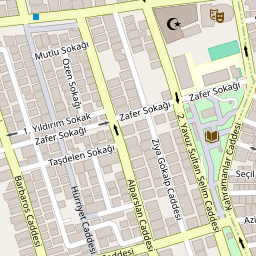 Mutlu Sokağı
Özen Sokağı
Zafer Sokağı
Zafer Sokağı
1. Yıldırım Sokak
Zafer Sokağı
Taşdelen Sokağı
2. Yavuz Sultan Selim Caddesi
Ziya Gökalp Caddesi
Alparslan Caddesi
Hürriyet Caddesi
Barbaros Caddesi
Kahramanlar Caddesi
Seçil
Azı